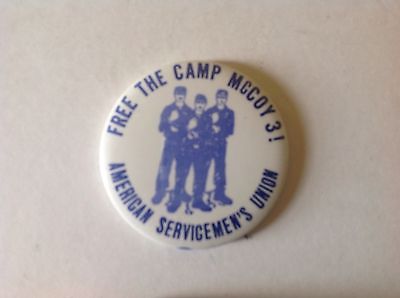 FREE THE CAMP MCCOY 3!
AMERICAN SERVICEMEN'S UNION